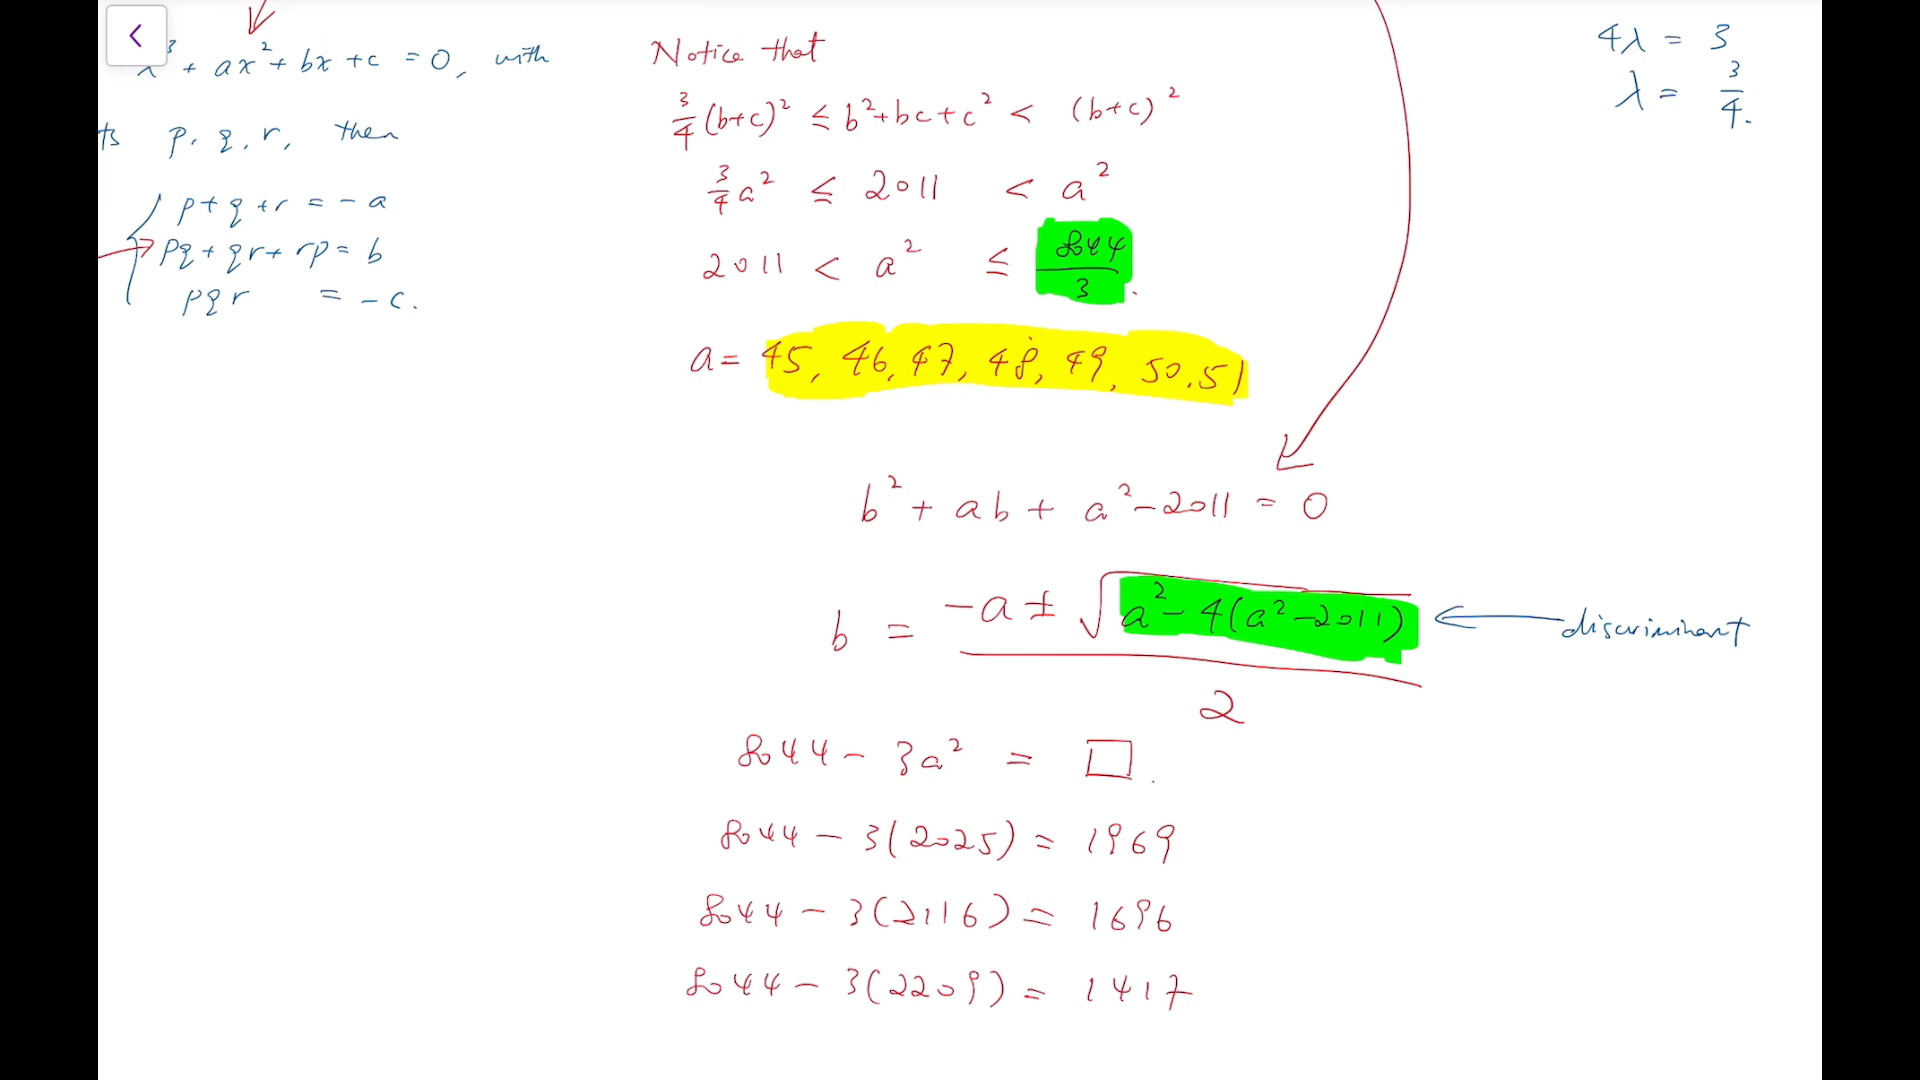 x³ + ax² + bx + c = 0, with
ts p, q, r, then
p + q + r = - a
pq + qr + rp = b
pqr = - c.
Notice that
3/4 (b+c)² ≤ b² + bc + c² < (b+c)²
3/4 a² ≤ 2011 < a²
2011 < a² ≤ 8044/3.
a = 45, 46, 47, 48, 49, 50, 51
b² + ab + a² - 2011 = 0
b = (-a ± √(a² - 4(a² - 2011)))/2
discriminant
8044 - 3a² = □.
8044 - 3(2025) = 1969
8044 - 3(2116) = 1696
8044 - 3(2209) = 1417
4λ = 3
λ = 3/4.